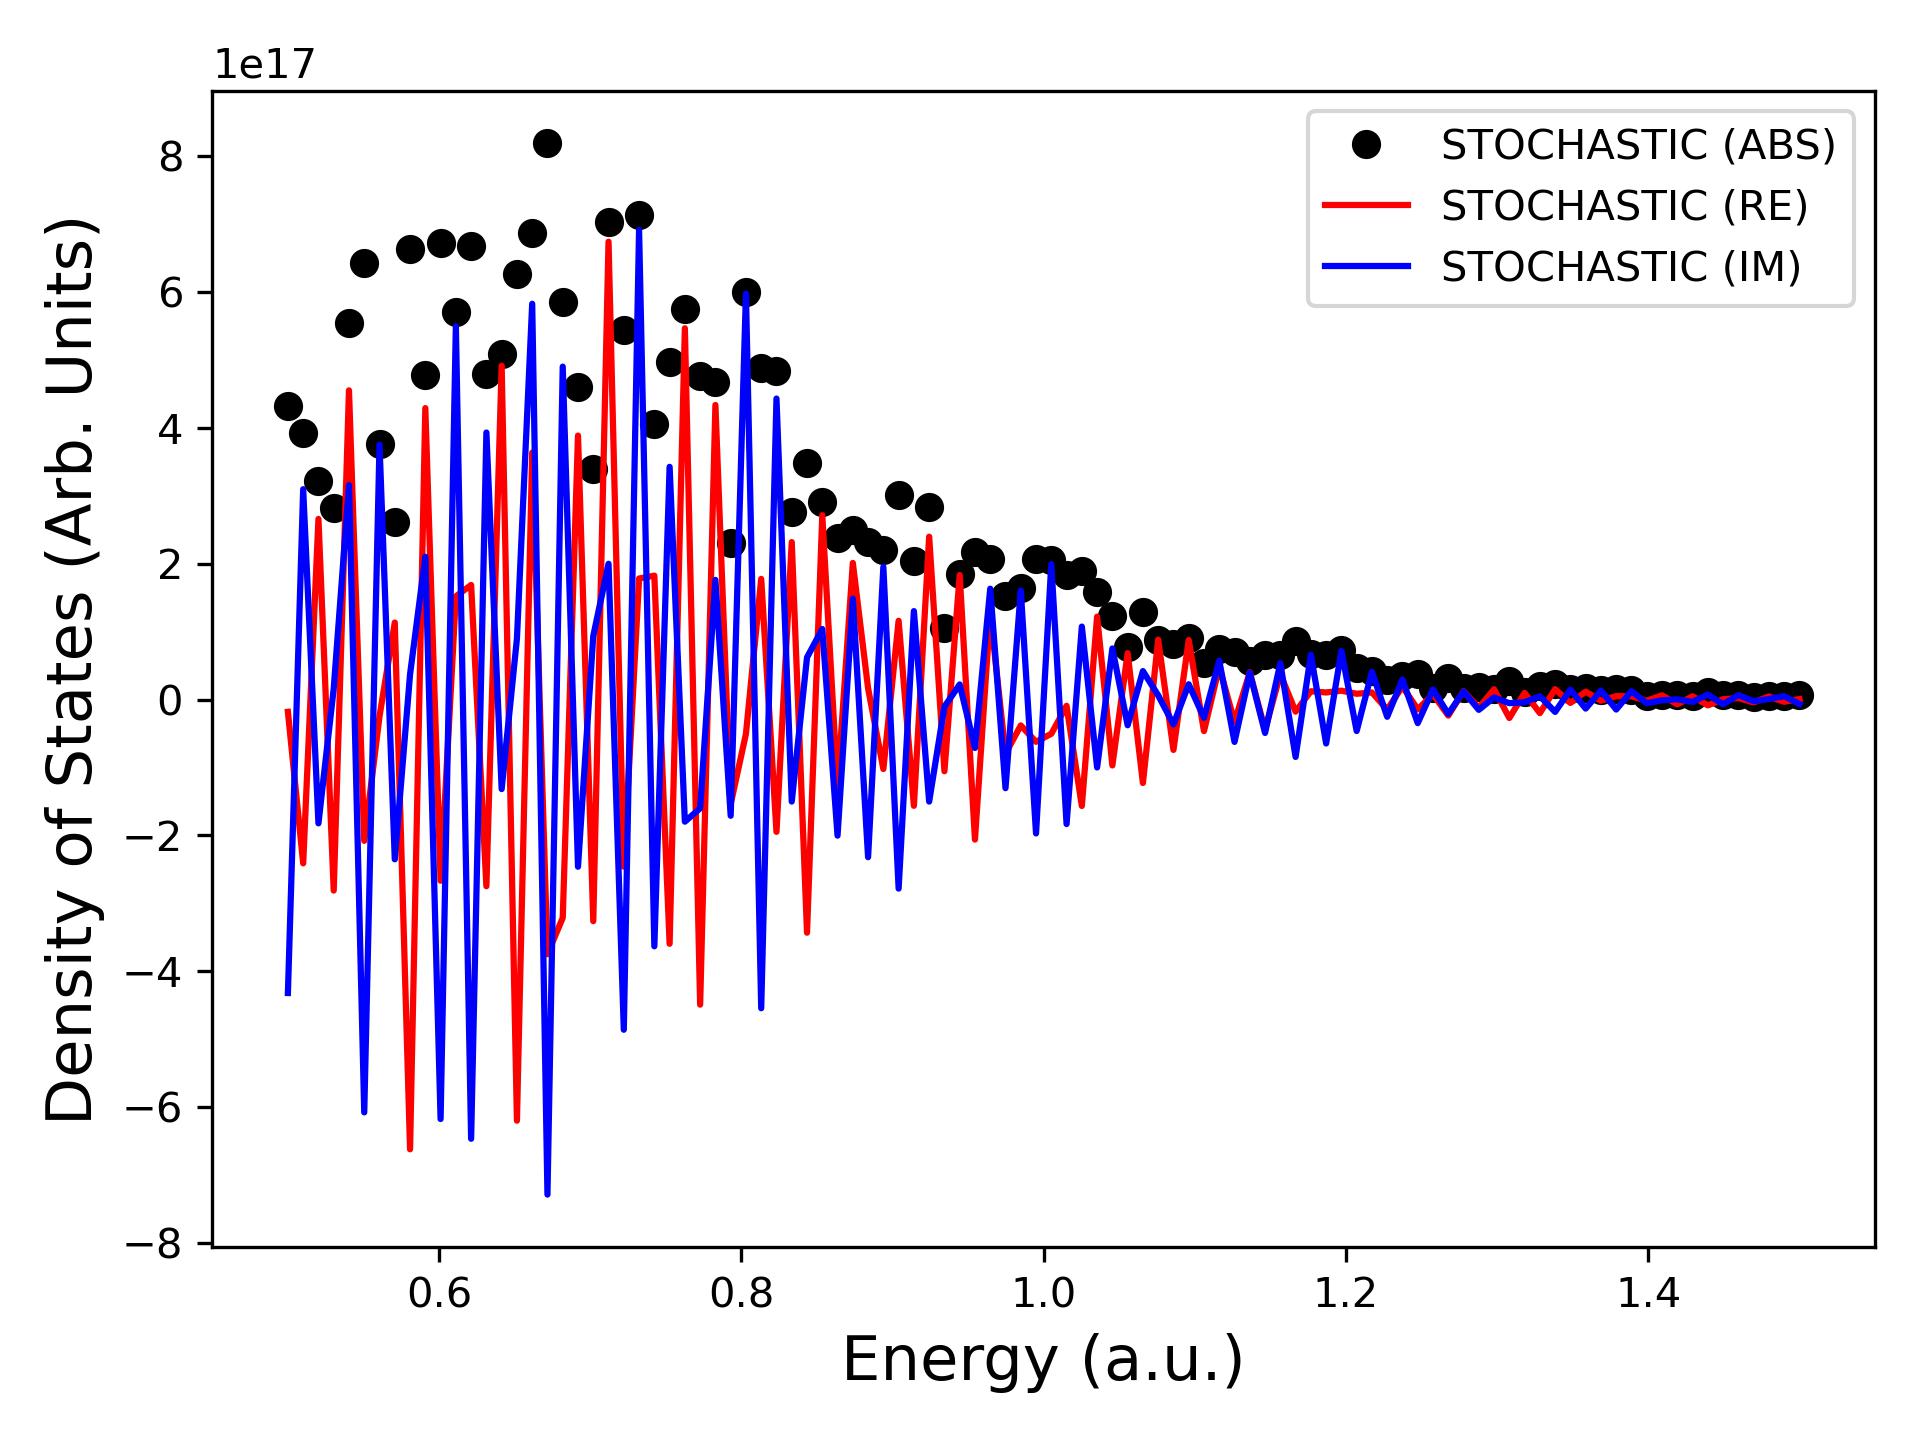 1e17
8
6
4
2
0
−2
−4
−6
−8
Density of States (Arb. Units)
STOCHASTIC (ABS)
STOCHASTIC (RE)
STOCHASTIC (IM)
0.6 0.8 1.0 1.2 1.4
Energy (a.u.)